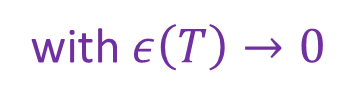 with ϵ(T) → 0